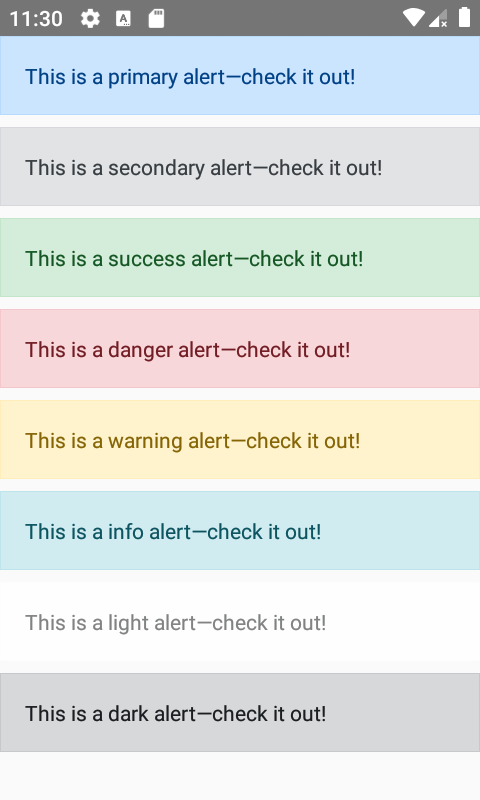 11:30
This is a primary alert—check it out!
This is a secondary alert—check it out!
This is a success alert—check it out!
This is a danger alert—check it out!
This is a warning alert—check it out!
This is a info alert—check it out!
This is a light alert—check it out!
This is a dark alert—check it out!